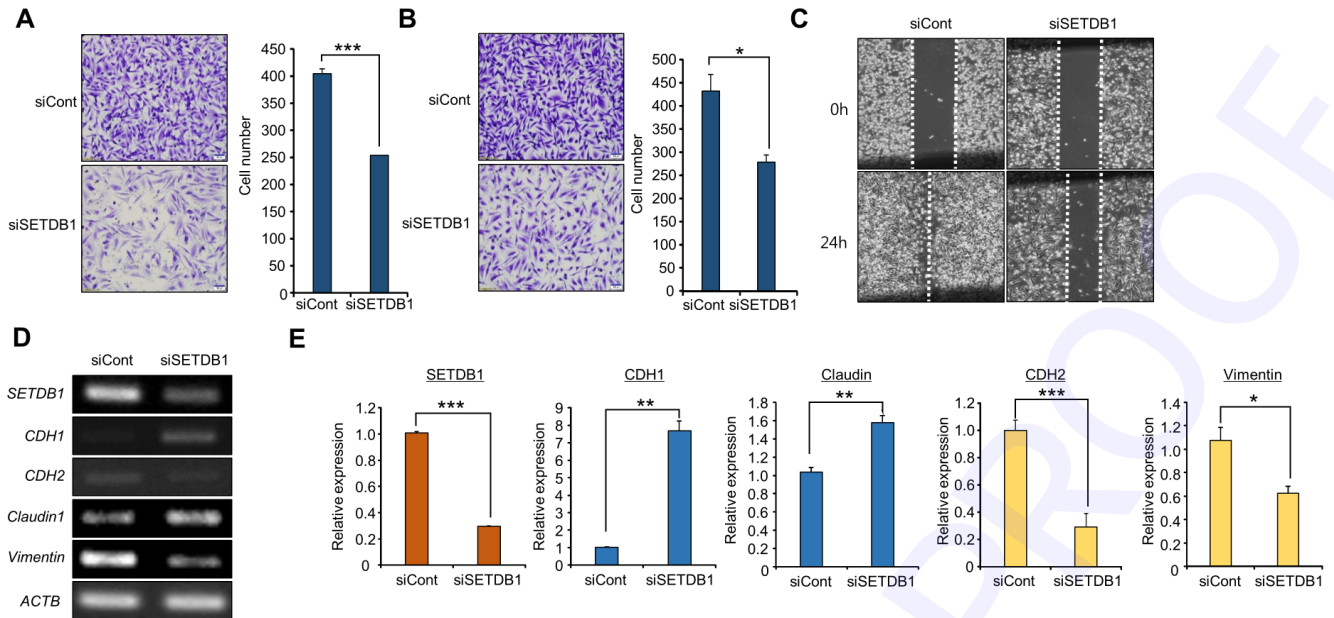 A
siCont
siSETDB1
Cell number
450
400
350
300
250
200
150
100
50
0
***
siCont siSETDB1
B
siCont
siSETDB1
Cell number
500
450
400
350
300
250
200
150
100
50
0
*
siCont siSETDB1
C
siCont siSETDB1
0h
24h
D
siCont siSETDB1
SETDB1
CDH1
CDH2
Claudin1
Vimentin
ACTB
E
SETDB1
Relative expression
1.2
1.0
0.8
0.6
0.4
0.2
0
***
siCont siSETDB1
CDH1
Relative expression
9
8
7
6
5
4
3
2
1
0
**
siCont siSETDB1
Claudin
Relative expression
1.8
1.6
1.4
1.2
1.0
0.8
0.6
0.4
0.2
0
**
siCont siSETDB1
CDH2
Relative expression
1.2
1.0
0.8
0.6
0.4
0.2
0
***
siCont siSETDB1
Vimentin
Relative expression
1.4
1.2
1.0
0.8
0.6
0.4
0.2
0
*
siCont siSETDB1
PROOF